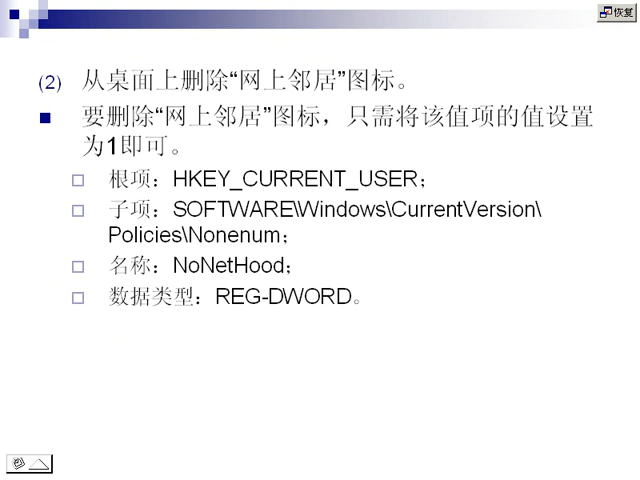 恢复
(2) 从桌面上删除“网上邻居”图标。
要删除“网上邻居”图标，只需将该值项的值设置
为1即可。
根项：HKEY_CURRENT_USER；
子项：SOFTWARE\Windows\CurrentVersion\
Policies\Nonenum；
名称：NoNetHood；
数据类型：REG-DWORD。